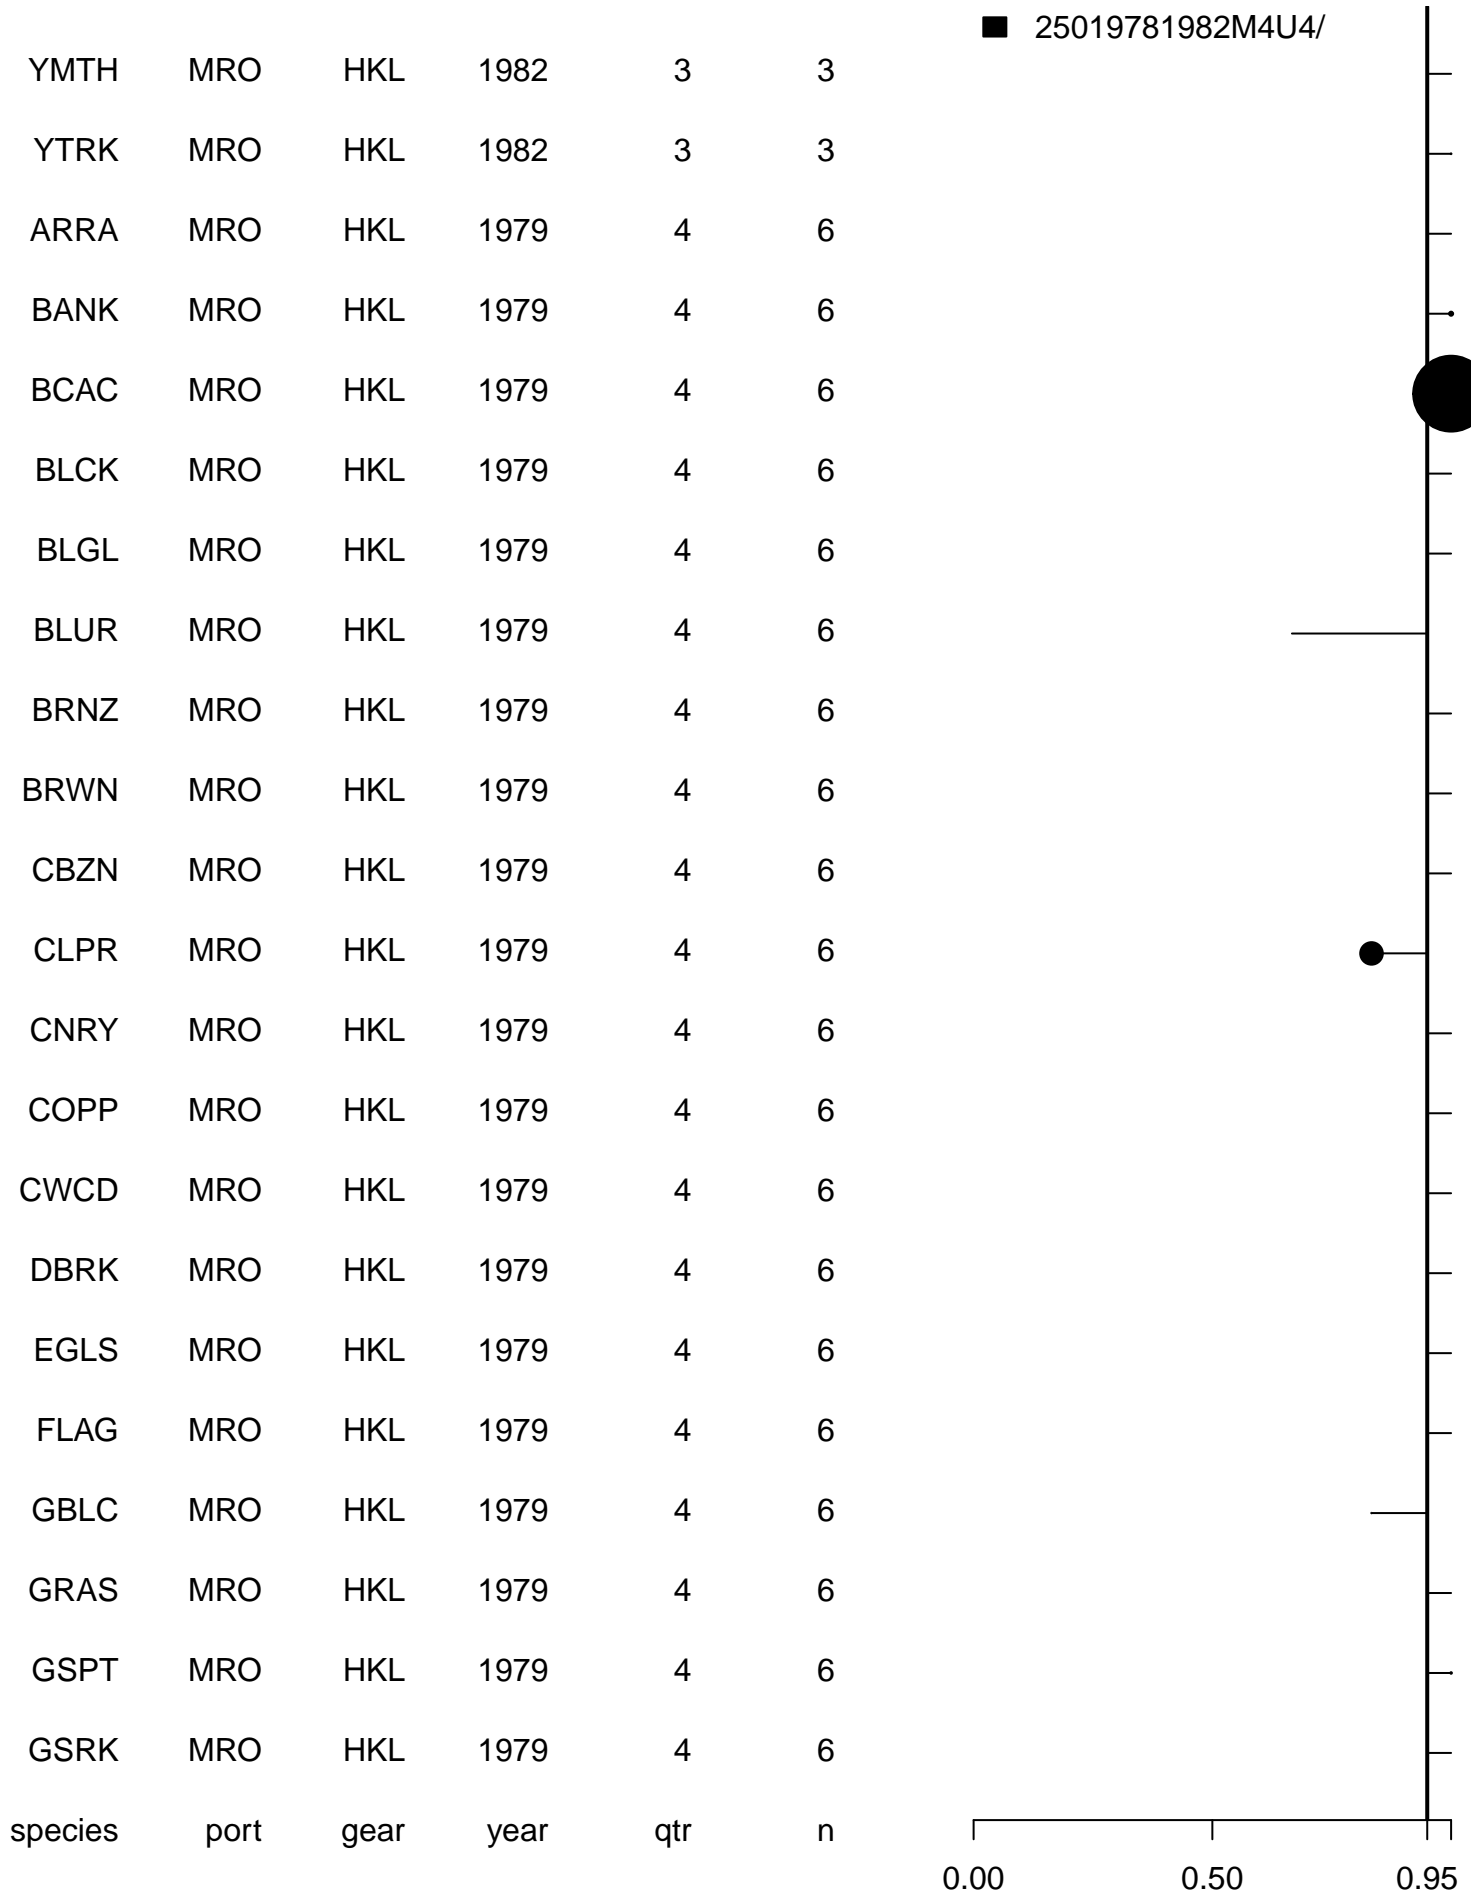 25019781982M4U4/
YMTH MRO HKL 1982 3 3
YTRK MRO HKL 1982 3 3
ARRA MRO HKL 1979 4 6
BANK MRO HKL 1979 4 6
BCAC MRO HKL 1979 4 6
BLCK MRO HKL 1979 4 6
BLGL MRO HKL 1979 4 6
BLUR MRO HKL 1979 4 6
BRNZ MRO HKL 1979 4 6
BRWN MRO HKL 1979 4 6
CBZN MRO HKL 1979 4 6
CLPR MRO HKL 1979 4 6
CNRY MRO HKL 1979 4 6
COPP MRO HKL 1979 4 6
CWCD MRO HKL 1979 4 6
DBRK MRO HKL 1979 4 6
EGLS MRO HKL 1979 4 6
FLAG MRO HKL 1979 4 6
GBLC MRO HKL 1979 4 6
GRAS MRO HKL 1979 4 6
GSPT MRO HKL 1979 4 6
GSRK MRO HKL 1979 4 6
species port gear year qtr n
0.00 0.50 0.95